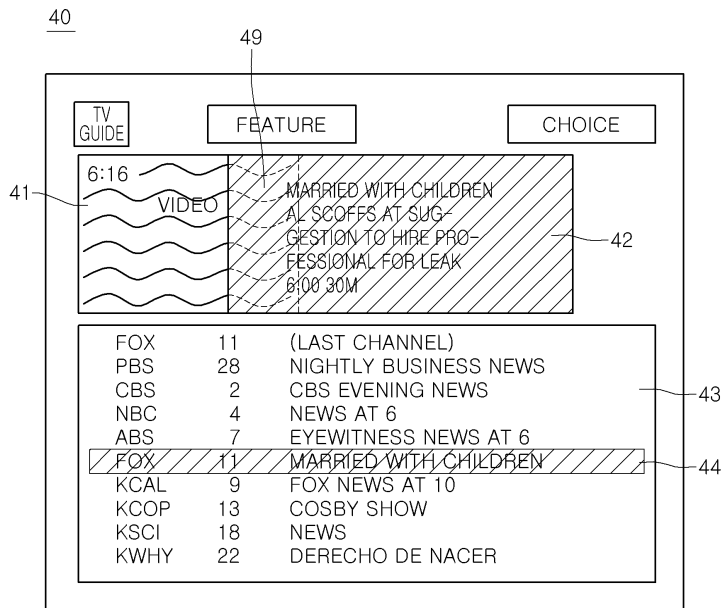 40
49
TV
GUIDE
FEATURE
CHOICE
6:16
VIDEO
41
MARRIED WITH CHILDREN
AL SCOFFS AT SUG-
GESTION TO HIRE PRO-
FESSIONAL FOR LEAK
6:00 30M
42
FOX 11 (LAST CHANNEL)
PBS 28 NIGHTLY BUSINESS NEWS
CBS 2 CBS EVENING NEWS
43
NBC 4 NEWS AT 6
ABS 7 EYEWITNESS NEWS AT 6
FOX 11 MARRIED WITH CHILDREN
44
KCAL 9 FOX NEWS AT 10
KCOP 13 COSBY SHOW
KSCI 18 NEWS
KWHY 22 DERECHO DE NACER